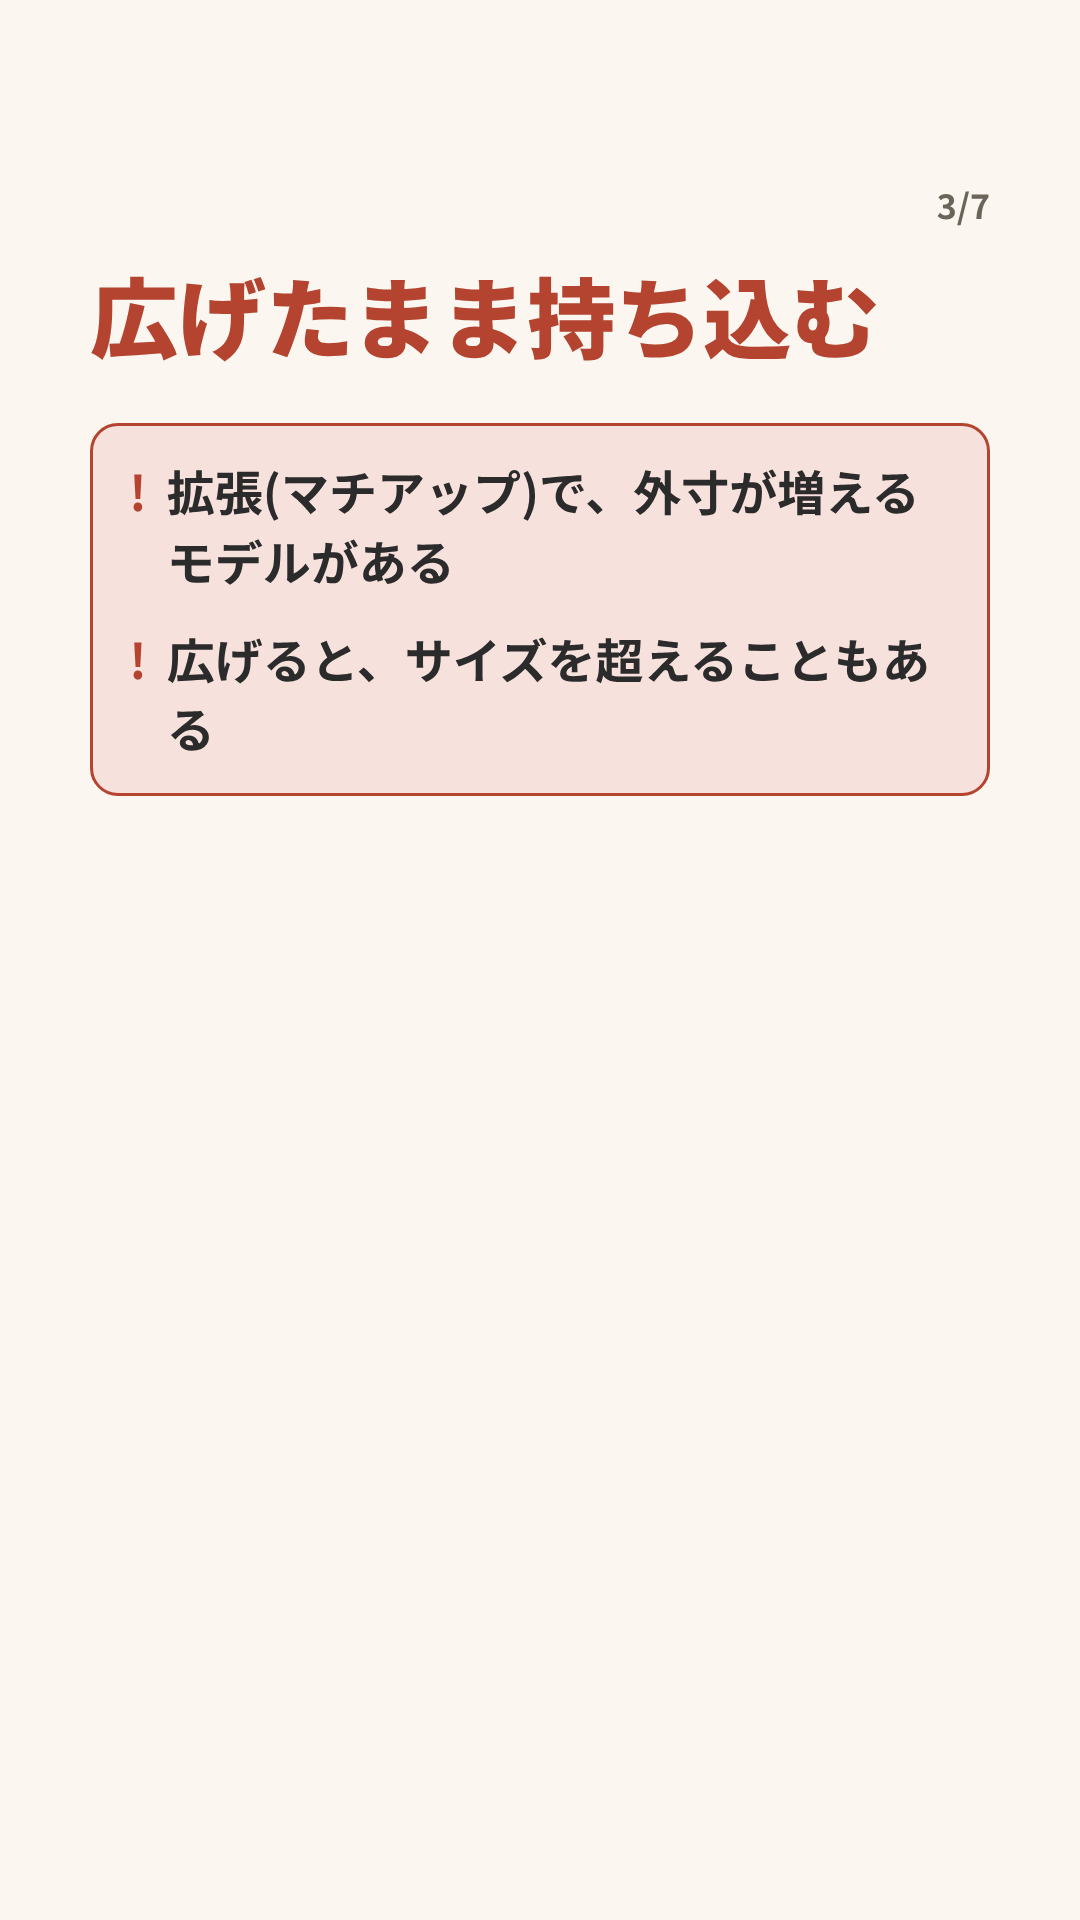 3/7
広げたまま持ち込む
! 拡張(マチアップ)で、外寸が増える
モデルがある
! 広げると、サイズを超えることもあ
る